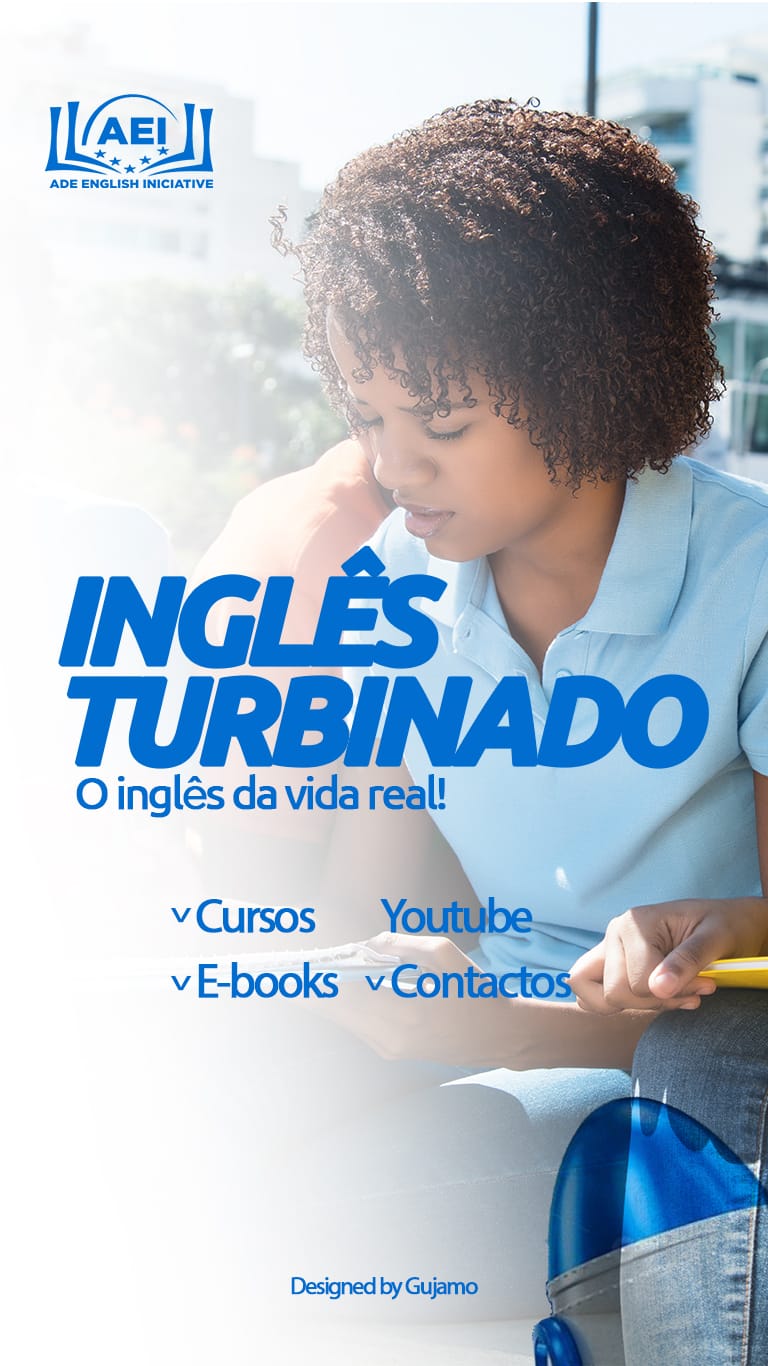 AEI
ADE ENGLISH INICIATIVE
INGLÊS
TURBINADO
O inglês da vida real!
Cursos Youtube
E-books Contactos
Designed by Gujamo